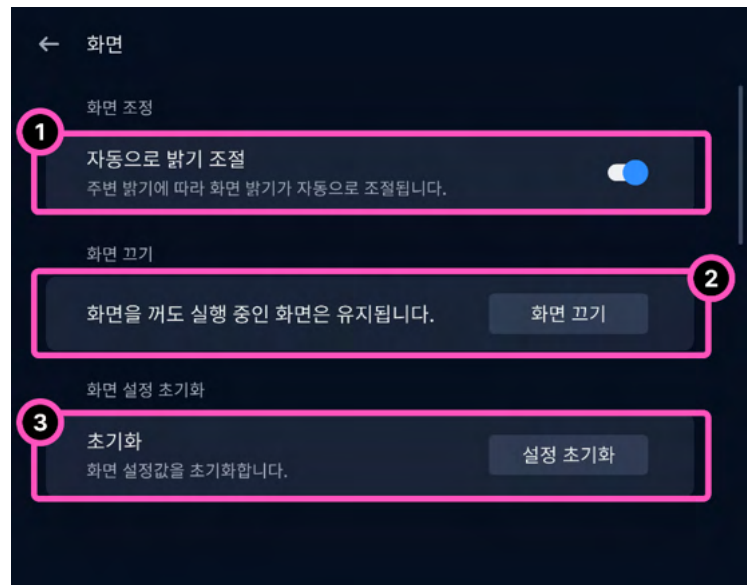 ← 화면
화면 조정
1
자동으로 밝기 조절
주변 밝기에 따라 화면 밝기가 자동으로 조절됩니다.
화면 끄기
2
화면을 꺼도 실행 중인 화면은 유지됩니다. 화면 끄기
화면 설정 초기화
3
초기화
화면 설정값을 초기화합니다.
설정 초기화